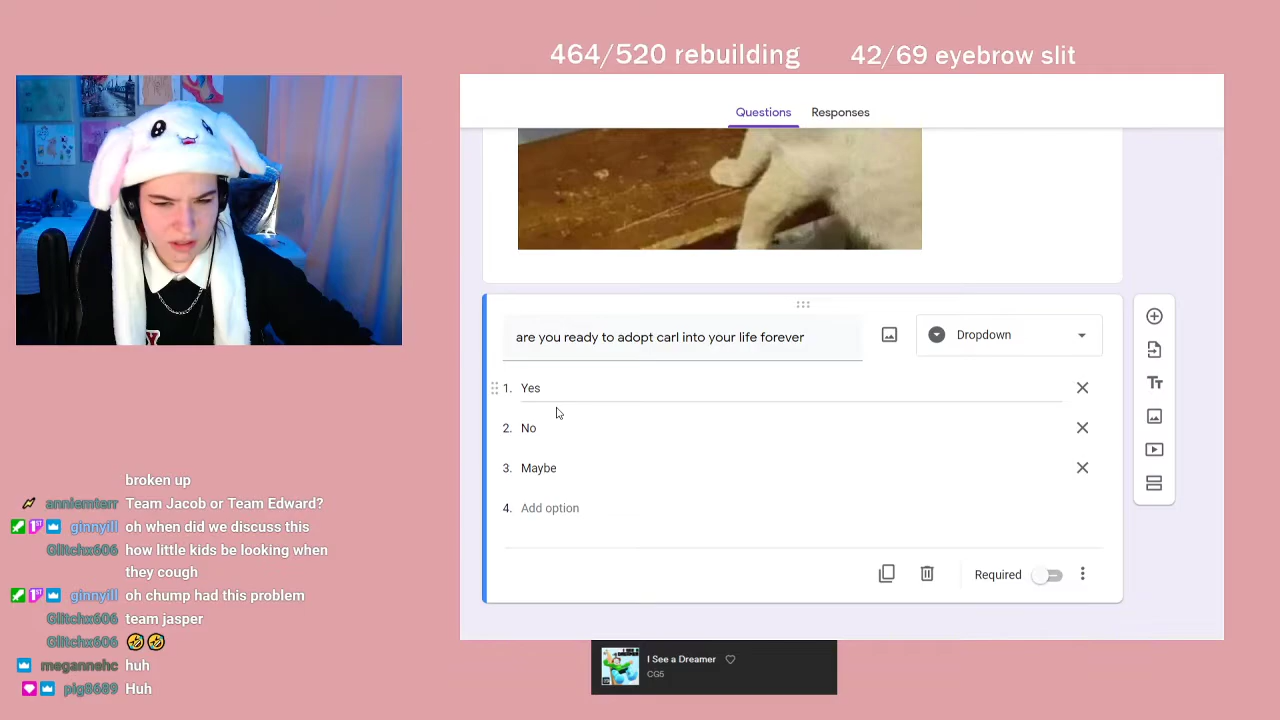 464/520 rebuilding
42/69 eyebrow slit
Questions
Responses
are you ready to adopt carl into your life forever
Dropdown
1. Yes
2. No
3. Maybe
4. Add option
Required
broken up
anniemterr Team Jacob or Team Edward?
ginnyill oh when did we discuss this
Glitchx606 how little kids be looking when
they cough
ginnyill oh chump had this problem
Glitchx606 team jasper
Glitchx606 🤣🤣
megannehc huh
pig8689 Huh
I See a Dreamer
CG5